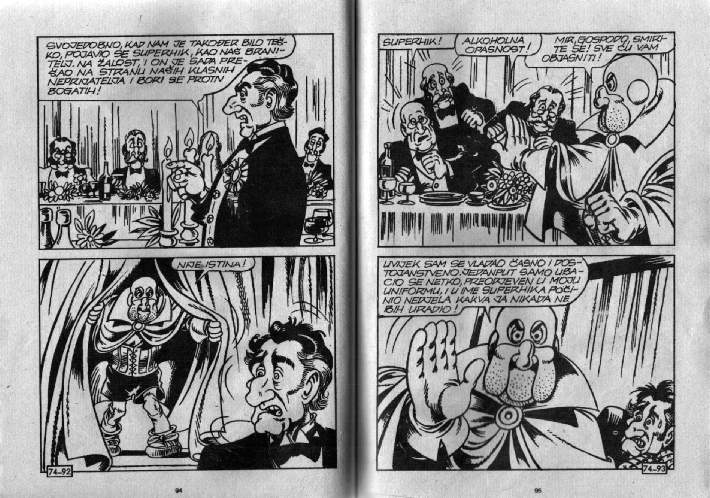 SVOJEDOBNO, KAD NAM JE TAKOĐER BILO TEŠ-
KO, POJAVIO SE SUPERHIK, KAO NAŠ BRANI-
TELJ. NA ŽALOST, I ON JE SADA PRE-
ŠAO NA STRANU NAŠIH KLASNIH
NEPRIJATELJA I BORI SE PROTIV
BOGATIH!
NIJE ISTINA!
74-92
94
SUPERHIK!
ALKOHOLNA
OPASNOST!
MIR, GOSPODO, SMIRI-
TE SE! SVE ĆU VAM
OBJASNITI!
UVIJEK SAM SE VLADAO ČASNO I DOS-
TOJANSTVENO. JEDANPUT SAMO UBA-
CIO SE NETKO, PREODJEVEN U MOJU
UNIFORMU, I U IME SUPERHIKA POČI-
NIO NEDJELA KAKVA JA NIKADA NE
BIH URADIO!
74-93
95